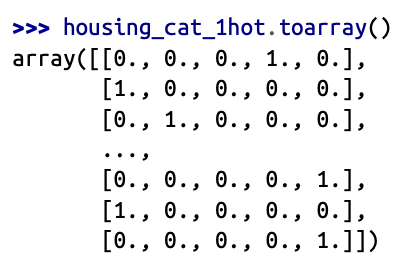 >>> housing_cat_1hot.toarray()
array([[0., 0., 0., 1., 0.],
       [1., 0., 0., 0., 0.],
       [0., 1., 0., 0., 0.],
       ...,
       [0., 0., 0., 0., 1.],
       [1., 0., 0., 0., 0.],
       [0., 0., 0., 0., 1.]])